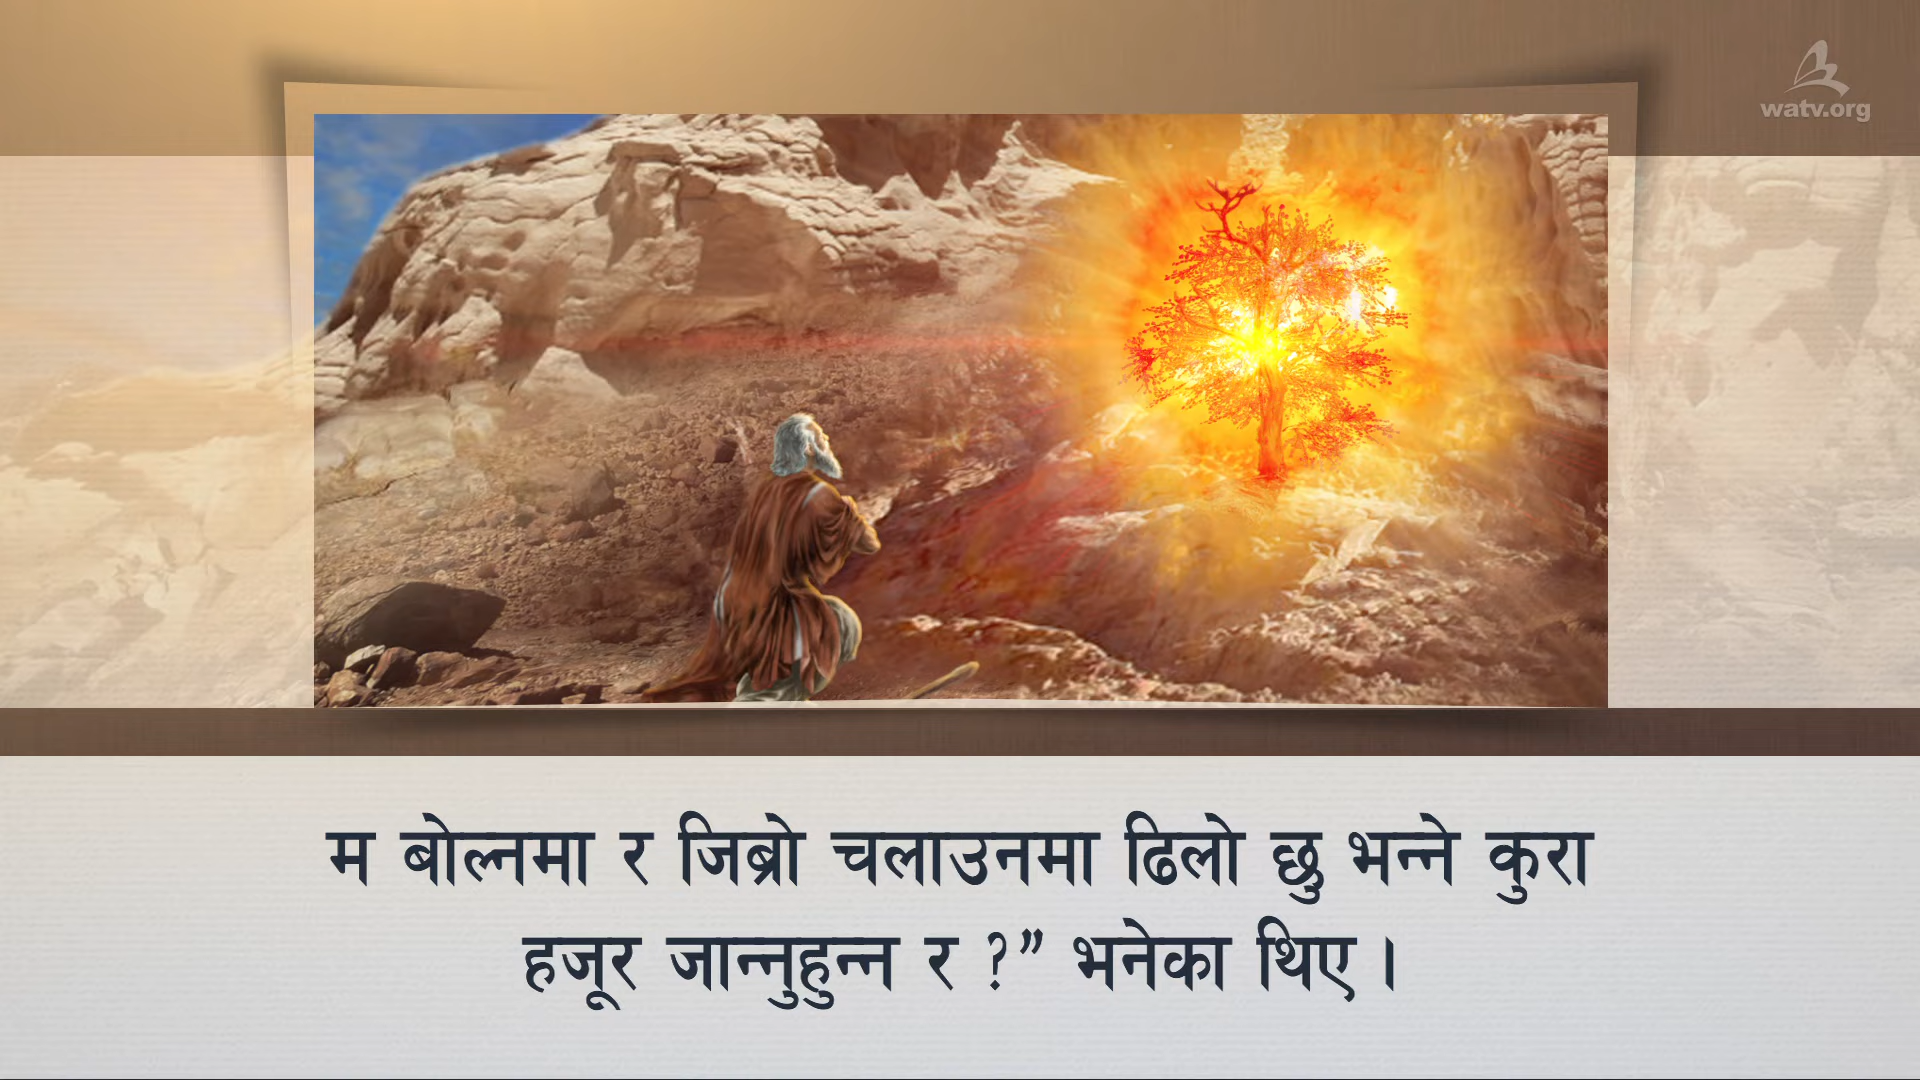 watv.org
म बोल्नमा र जिब्रो चलाउनमा ढिलो छु भन्ने कुरा
हजूर जान्नुहुन्न र ?” भनेका थिए ।